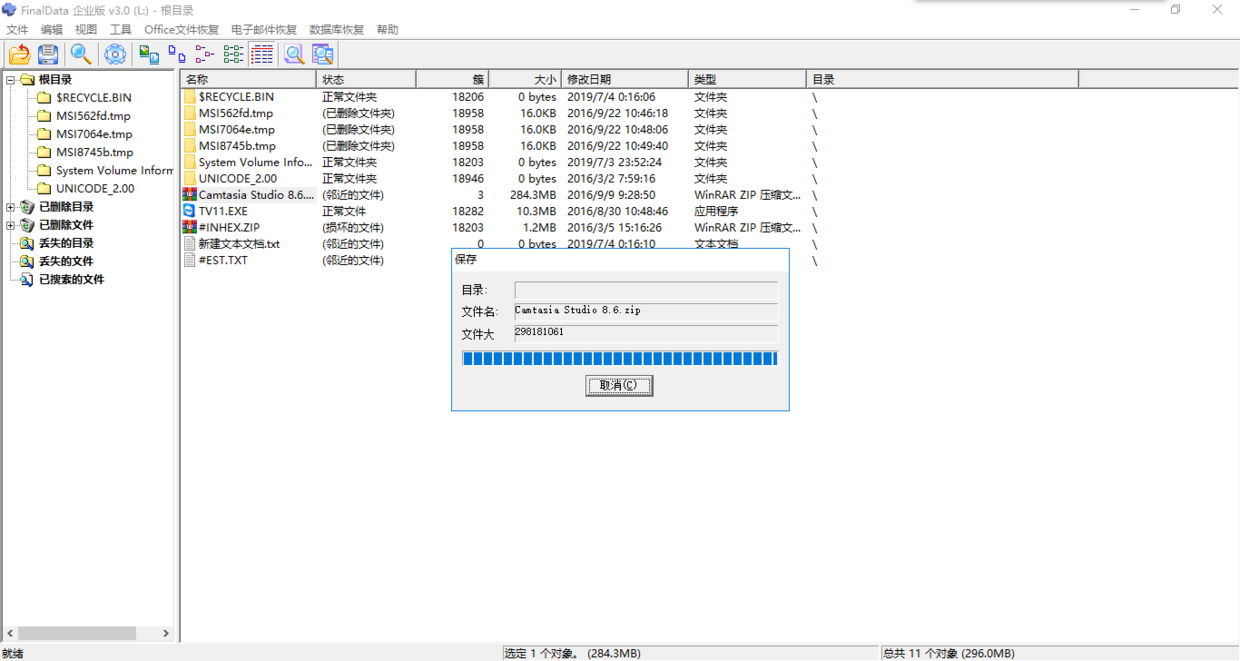 FinalData 企业版 v3.0 (L:) - 根目录
文件 编辑 视图 工具 Office文件恢复 电子邮件恢复 数据库恢复 帮助
根目录
$RECYCLE.BIN
MSI562fd.tmp
MSI7064e.tmp
MSI8745b.tmp
System Volume Inform
UNICODE_2.00
已删除目录
已删除文件
丢失的目录
丢失的文件
已搜索的文件
名称 状态 簇 大小 修改日期 类型 目录
$RECYCLE.BIN 正常文件夹 18206 0 bytes 2019/7/4 0:16:06 文件夹 \
MSI562fd.tmp (已删除文件夹) 18958 16.0KB 2016/9/22 10:46:18 文件夹 \
MSI7064e.tmp (已删除文件夹) 18958 16.0KB 2016/9/22 10:48:06 文件夹 \
MSI8745b.tmp (已删除文件夹) 18958 16.0KB 2016/9/22 10:49:40 文件夹 \
System Volume Info... 正常文件夹 18203 0 bytes 2019/7/3 23:52:24 文件夹 \
UNICODE_2.00 正常文件夹 18946 0 bytes 2016/3/2 7:59:16 文件夹 \
Camtasia Studio 8.6.... (邻近的文件) 3 284.3MB 2016/9/9 9:28:50 WinRAR ZIP 压缩文... \
TV11.EXE 正常文件 18282 10.3MB 2016/8/30 10:48:46 应用程序 \
#INHEX.ZIP (损坏的文件) 18203 1.2MB 2016/3/5 15:16:26 WinRAR ZIP 压缩文... \
新建文本文档.txt (邻近的文件) 0 0 bytes 2019/7/4 0:16:10 文本文档 \
#EST.TXT (邻近的文件) \
保存
目录:
文件名: Camtasia Studio 8.6.zip
文件大 298181061
取消(C)
就绪 选定 1 个对象。 (284.3MB) 总共 11 个对象 (296.0MB)